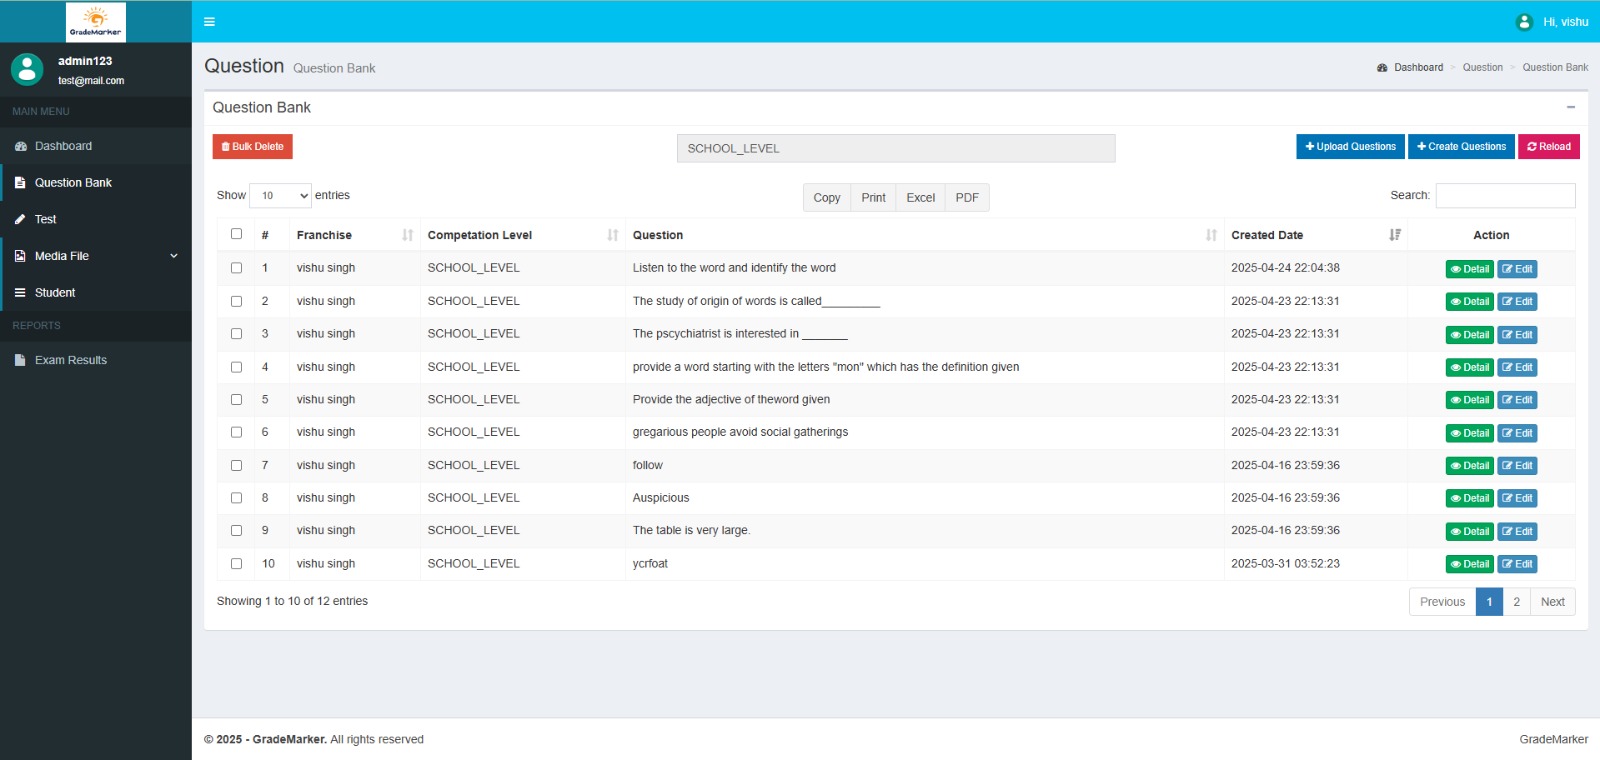 GradeMarker
Hi, vishu
admin123
test@mail.com
MAIN MENU
Dashboard
Question Bank
Test
Media File
Student
REPORTS
Exam Results
Question Question Bank
Dashboard > Question > Question Bank
Question Bank
Bulk Delete
SCHOOL_LEVEL
+ Upload Questions + Create Questions Reload
Show 10 entries
Copy Print Excel PDF
Search:
# Franchise Competation Level Question Created Date Action
1 vishu singh SCHOOL_LEVEL Listen to the word and identify the word 2025-04-24 22:04:38 Detail Edit
2 vishu singh SCHOOL_LEVEL The study of origin of words is called_________ 2025-04-23 22:13:31 Detail Edit
3 vishu singh SCHOOL_LEVEL The pscychiatrist is interested in _______ 2025-04-23 22:13:31 Detail Edit
4 vishu singh SCHOOL_LEVEL provide a word starting with the letters "mon" which has the definition given 2025-04-23 22:13:31 Detail Edit
5 vishu singh SCHOOL_LEVEL Provide the adjective of theword given 2025-04-23 22:13:31 Detail Edit
6 vishu singh SCHOOL_LEVEL gregarious people avoid social gatherings 2025-04-23 22:13:31 Detail Edit
7 vishu singh SCHOOL_LEVEL follow 2025-04-16 23:59:36 Detail Edit
8 vishu singh SCHOOL_LEVEL Auspicious 2025-04-16 23:59:36 Detail Edit
9 vishu singh SCHOOL_LEVEL The table is very large. 2025-04-16 23:59:36 Detail Edit
10 vishu singh SCHOOL_LEVEL ycrfoat 2025-03-31 03:52:23 Detail Edit
Showing 1 to 10 of 12 entries
Previous 1 2 Next
© 2025 - GradeMarker. All rights reserved
GradeMarker